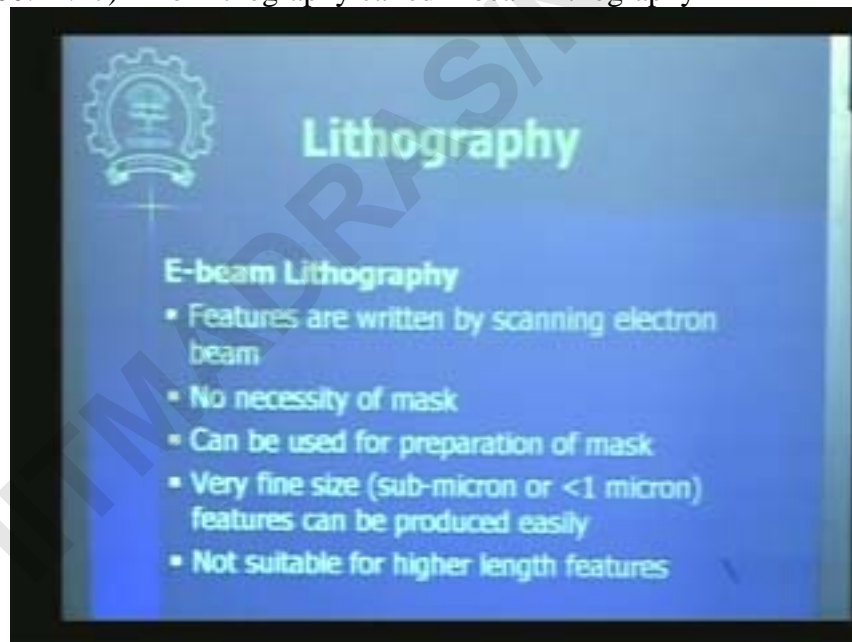 Lithography
E-beam Lithography
▪ Features are written by scanning electron
beam
▪ No necessity of mask
▪ Can be used for preparation of mask
▪ Very fine size (sub-micron or <1 micron)
features can be produced easily
▪ Not suitable for higher length features